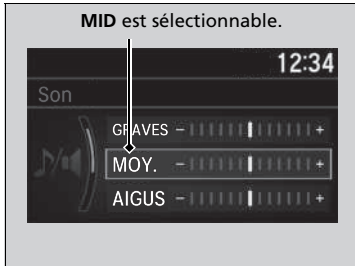 MID est sélectionnable.
12:34
Son
GRAVES - +
MOY. - +
AIGUS - +